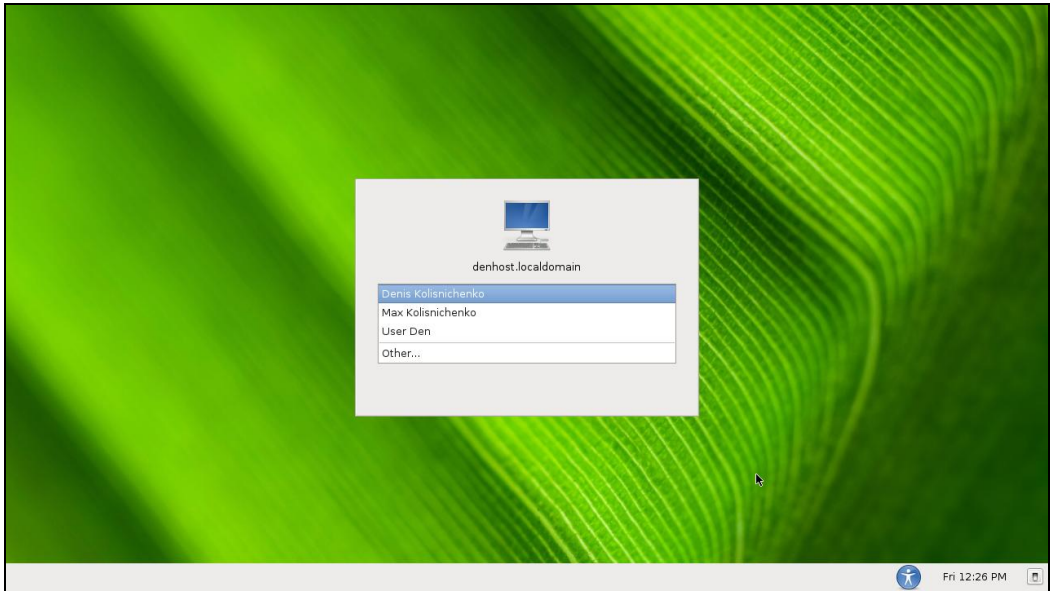 denhost.localdomain
Denis Kolisnichenko
Max Kolisnichenko
User Den
Other...
Fri 12:26 PM